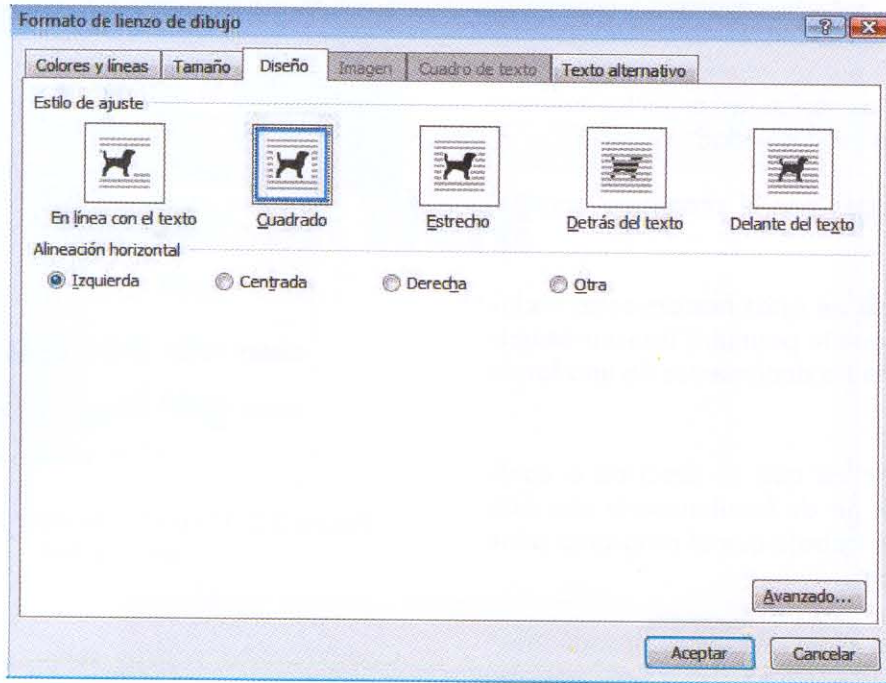 Formato de lienzo de dibujo
Colores y líneas Tamaño Diseño Imagen Cuadro de texto Texto alternativo
Estilo de ajuste
En línea con el texto Cuadrado Estrecho Detrás del texto Delante del texto
Alineación horizontal
Izquierda Centrada Derecha Otra
Avanzado...
Aceptar Cancelar